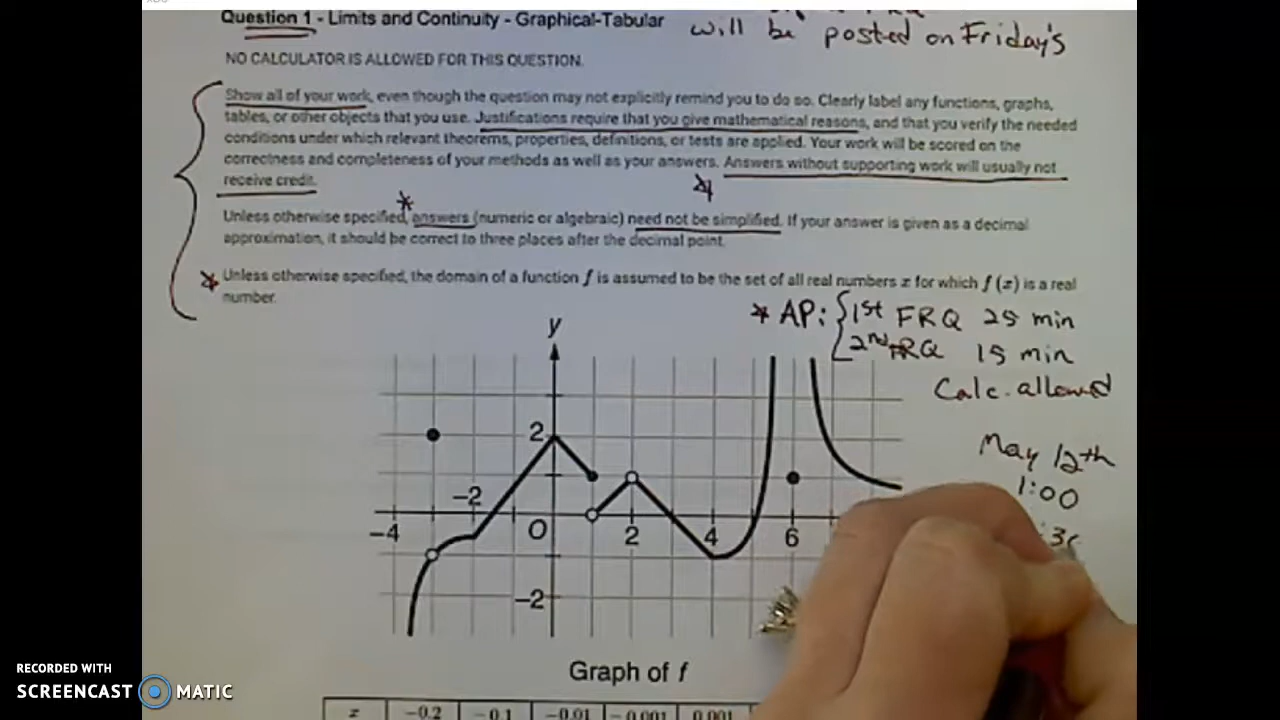 Question 1 - Limits and Continuity - Graphical-Tabular
will be posted on Friday's
NO CALCULATOR IS ALLOWED FOR THIS QUESTION.
Show all of your work, even though the question may not explicitly remind you to do so. Clearly label any functions, graphs,
tables, or other objects that you use. Justifications require that you give mathematical reasons, and that you verify the needed
conditions under which relevant theorems, properties, definitions, or tests are applied. Your work will be scored on the
correctness and completeness of your methods as well as your answers. Answers without supporting work will usually not
receive credit.
Unless otherwise specified, answers (numeric or algebraic) need not be simplified. If your answer is given as a decimal
approximation, it should be correct to three places after the decimal point.
Unless otherwise specified, the domain of a function f is assumed to be the set of all real numbers x for which f (x) is a real
number.
* AP: 1st FRQ 25 min
2nd FRQ 15 min
Calc. allowed
May 12th
1:00
y
2
-2
-4
O
2
4
6
-2
Graph of f
x -0.2 -0.1 -0.01 -0.001 0.001
RECORDED WITH
SCREENCAST MATIC